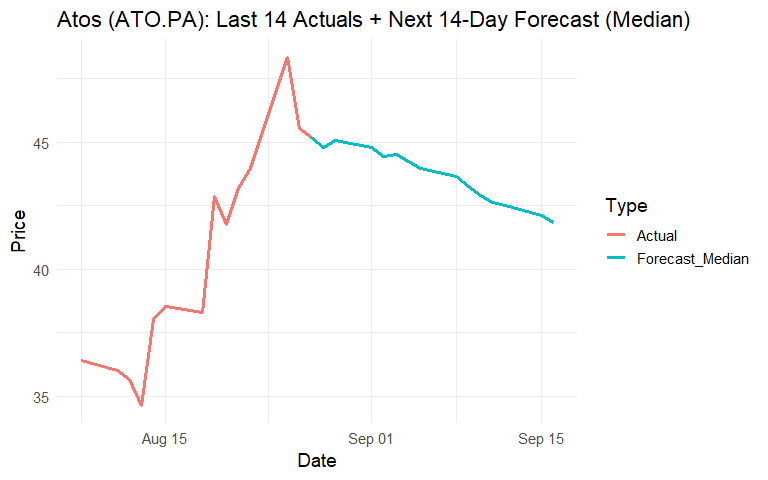 Atos (ATO.PA): Last 14 Actuals + Next 14-Day Forecast (Median)
Price
45
40
35
Aug 15
Sep 01
Sep 15
Date
Type
Actual
Forecast_Median